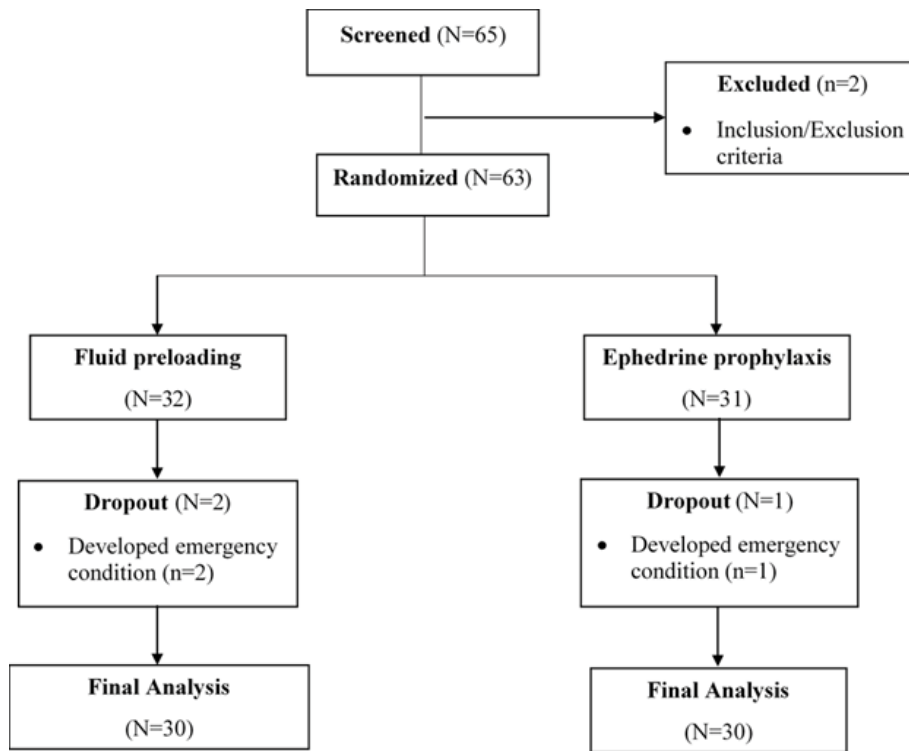 Screened (N=65)
Excluded (n=2)
• Inclusion/Exclusion
criteria
Randomized (N=63)
Fluid preloading
(N=32)
Ephedrine prophylaxis
(N=31)
Dropout (N=2)
• Developed emergency
condition (n=2)
Dropout (N=1)
• Developed emergency
condition (n=1)
Final Analysis
(N=30)
Final Analysis
(N=30)